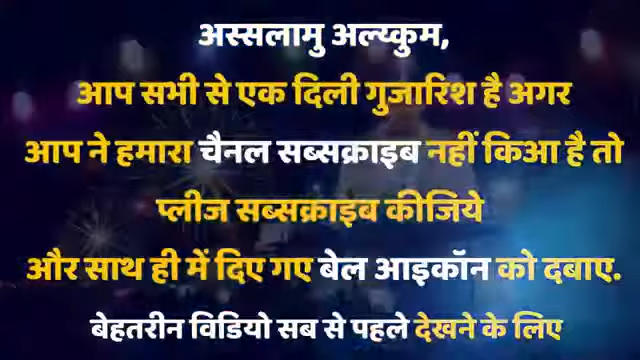 अस्सलामु अल्य्कुम,
आप सभी से एक दिली गुजारिश है अगर
आप ने हमारा चैनल सब्सक्राइब नहीं किआ है तो
प्लीज सब्सक्राइब कीजिये
और साथ ही में दिए गए बेल आइकॉन को दबाए.
बेहतरीन विडियो सब से पहले देखने के लिए